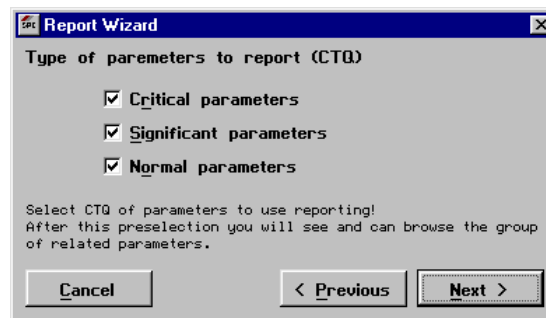 SPC Report Wizard
Type of paremeters to report (CTQ)
Critical parameters
Significant parameters
Normal parameters
Select CTQ of parameters to use reporting!
After this preselection you will see and can browse the group
of related parameters.
Cancel < Previous Next >